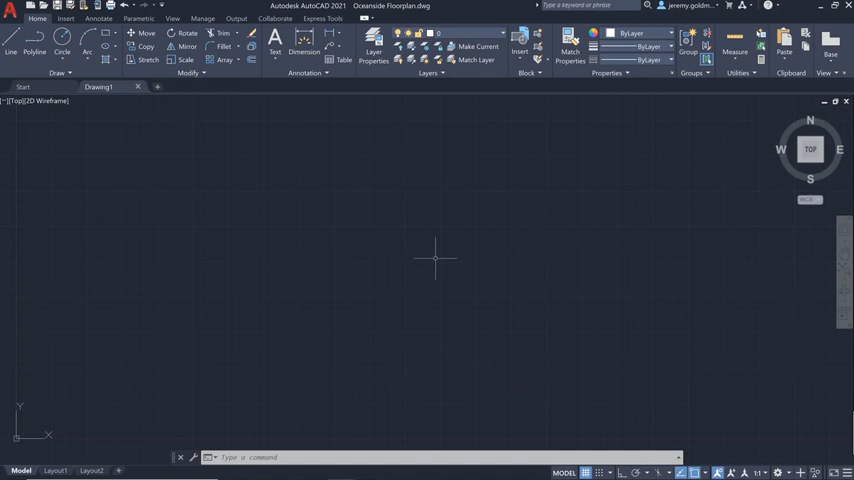 Autodesk AutoCAD 2021 Oceanside Floorplan.dwg
Type a keyword or phrase
jeremy.goldm...
Home Insert Annotate Parametric View Manage Output Collaborate Express Tools
Line Polyline Circle Arc
Move Rotate Trim
Copy Mirror Fillet
Stretch Scale Array
Text Dimension Table
Layer Properties
0
Make Current
Match Layer
Insert
Match Properties
ByLayer
ByLayer
ByLayer
Group Measure Paste Base
Draw Modify Annotation Layers Block Properties Groups Utilities Clipboard View
Start Drawing1
[−][Top][2D Wireframe]
N
W TOP E
S
WCS
Y
X
Type a command
Model Layout1 Layout2
MODEL 1:1